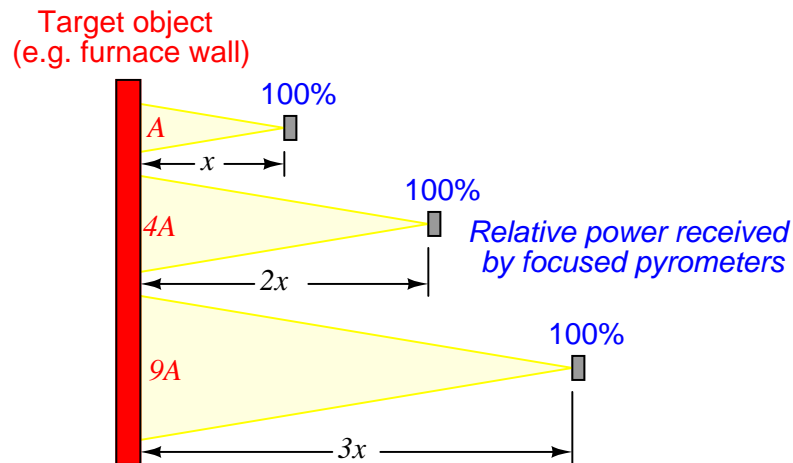 Target object
(e.g. furnace wall)
100%
A
x
100%
4A
Relative power received
by focused pyrometers
2x
100%
9A
3x